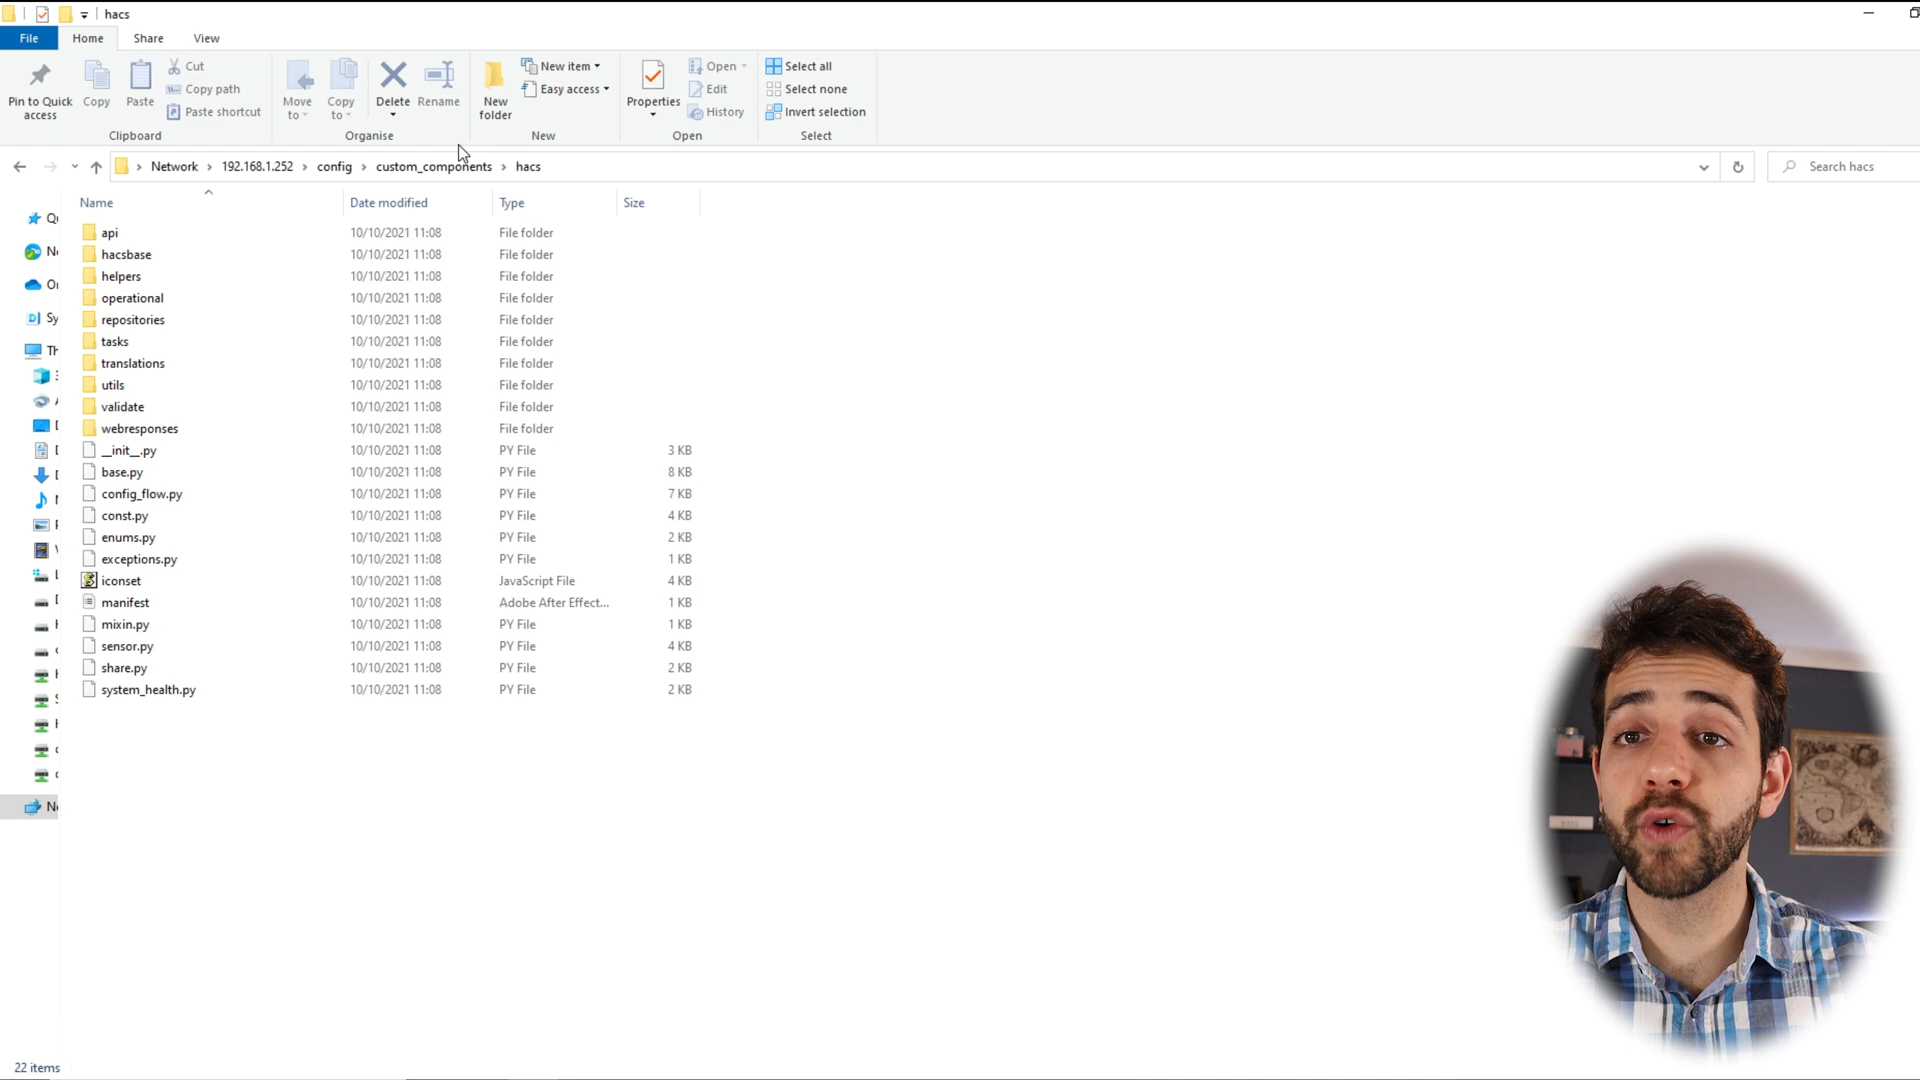 hacs
File Home Share View
Pin to Quick access
Copy
Paste
Cut
Copy path
Paste shortcut
Clipboard
Move to
Copy to
Delete
Rename
Organise
New folder
New item
Easy access
New
Properties
Open
Edit
History
Open
Select all
Select none
Invert selection
Select
Network > 192.168.1.252 > config > custom_components > hacs
Search hacs
Name Date modified Type Size
api 10/10/2021 11:08 File folder
hacsbase 10/10/2021 11:08 File folder
helpers 10/10/2021 11:08 File folder
operational 10/10/2021 11:08 File folder
repositories 10/10/2021 11:08 File folder
tasks 10/10/2021 11:08 File folder
translations 10/10/2021 11:08 File folder
utils 10/10/2021 11:08 File folder
validate 10/10/2021 11:08 File folder
webresponses 10/10/2021 11:08 File folder
__init__.py 10/10/2021 11:08 PY File 3 KB
base.py 10/10/2021 11:08 PY File 8 KB
config_flow.py 10/10/2021 11:08 PY File 7 KB
const.py 10/10/2021 11:08 PY File 4 KB
enums.py 10/10/2021 11:08 PY File 2 KB
exceptions.py 10/10/2021 11:08 PY File 1 KB
iconset 10/10/2021 11:08 JavaScript File 4 KB
manifest 10/10/2021 11:08 Adobe After Effect... 1 KB
mixin.py 10/10/2021 11:08 PY File 1 KB
sensor.py 10/10/2021 11:08 PY File 4 KB
share.py 10/10/2021 11:08 PY File 2 KB
system_health.py 10/10/2021 11:08 PY File 2 KB
22 items